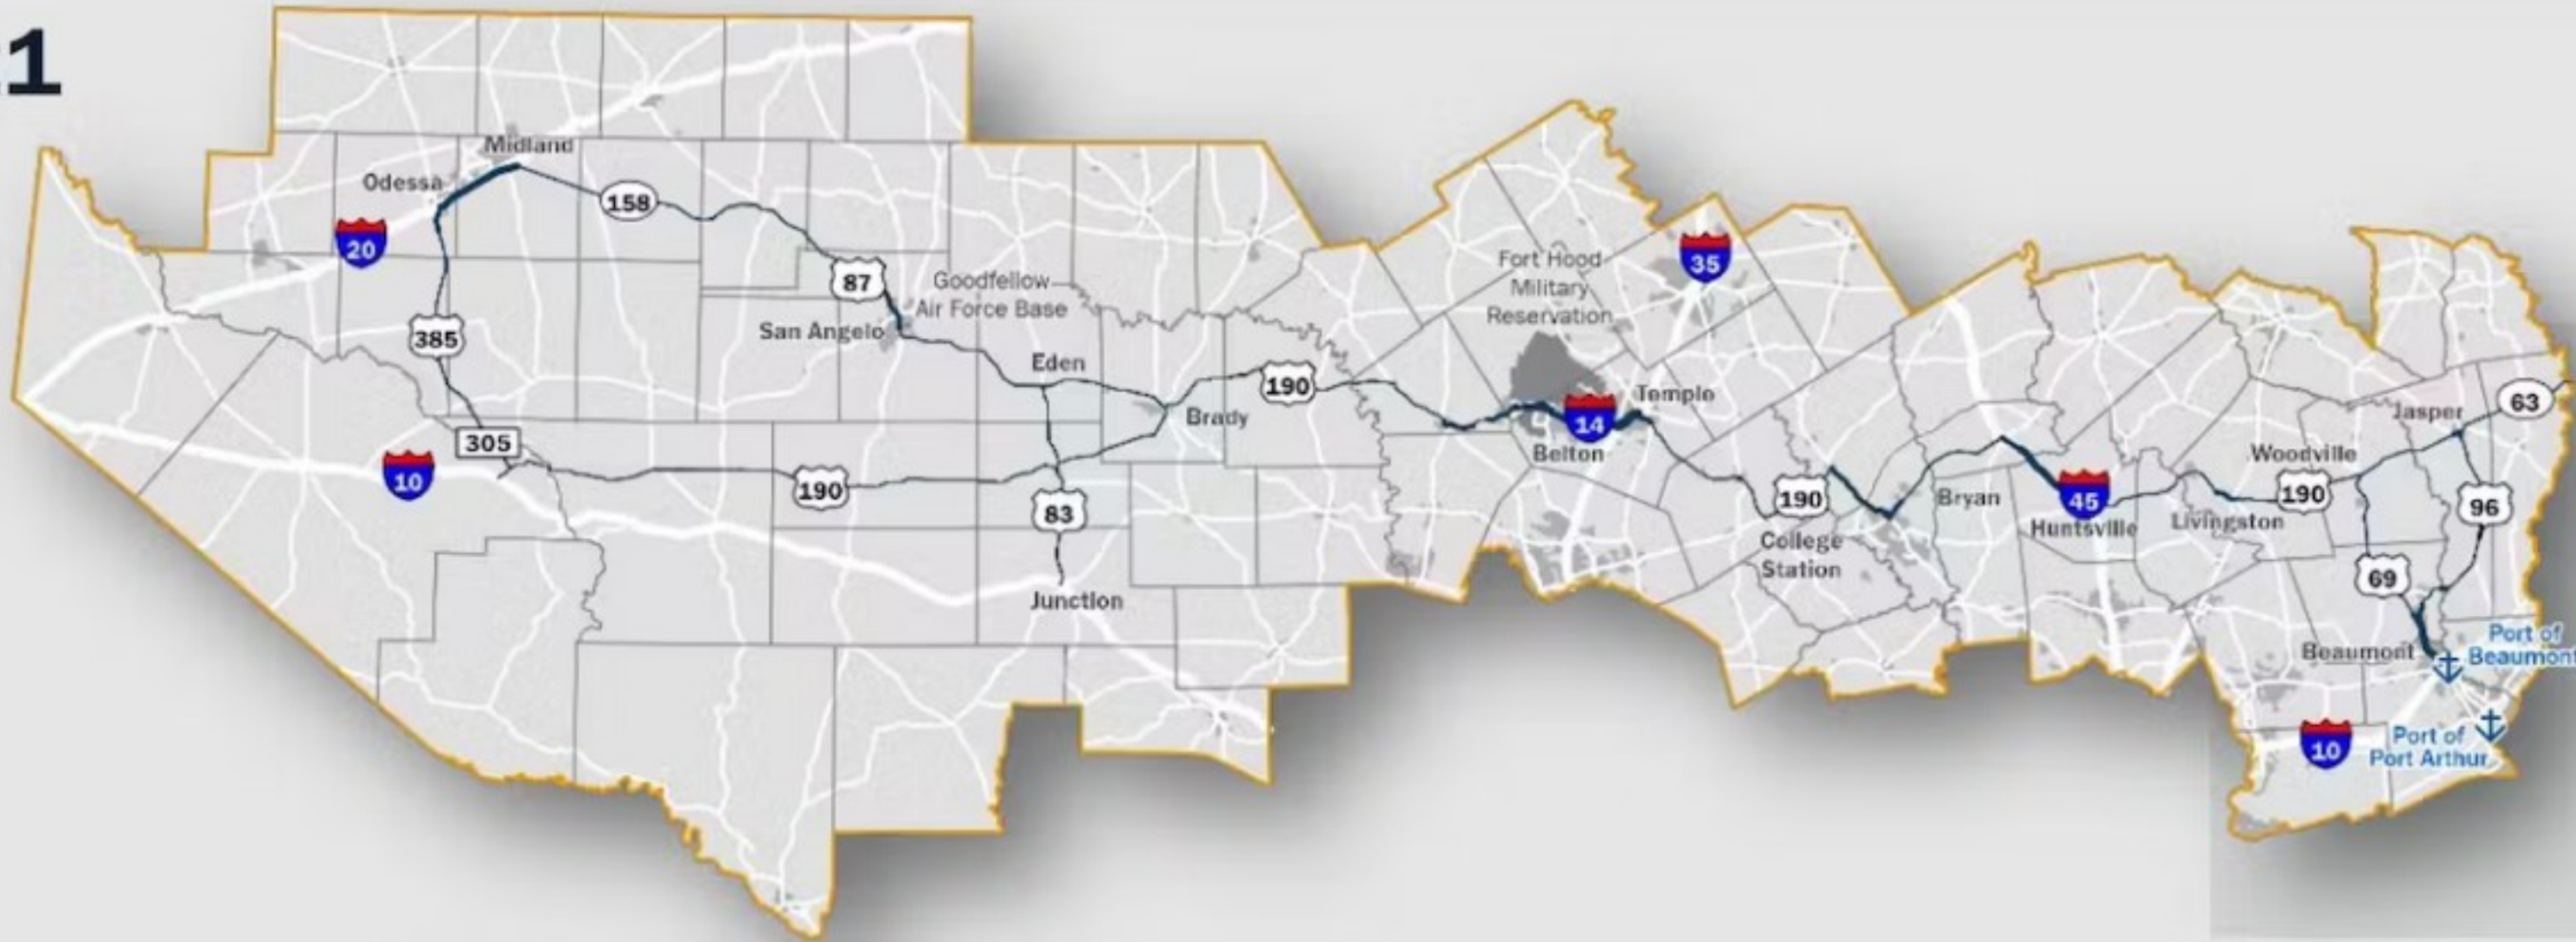 1
Midland
Odessa
158
20
87
Goodfellow
Air Force Base
San Angelo
385
Eden
305
10
190
Brady
83
Junction
190
Fort Hood
Military
Reservation
35
Temple
14
Belton
190
College
Station
Bryan
45
Huntsville
Livingston
Woodville
190
Jasper
63
96
69
Beaumont
Port of
Beaumont
10
Port of
Port Arthur